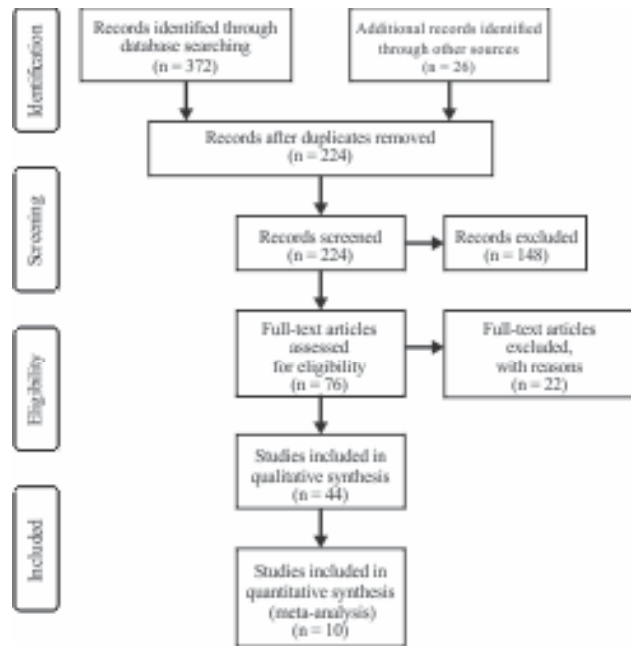 Identification
Records identified through
database searching
(n = 372)
Additional records identified
through other sources
(n = 26)
Records after duplicates removed
(n = 224)
Screening
Records screened
(n = 224)
Records excluded
(n = 148)
Eligibility
Full-text articles
assessed
for eligibility
(n = 76)
Full-text articles
excluded,
with reasons
(n = 22)
Studies included in
qualitative synthesis
(n = 44)
Included
Studies included in
quantitative synthesis
(meta-analysis)
(n = 10)